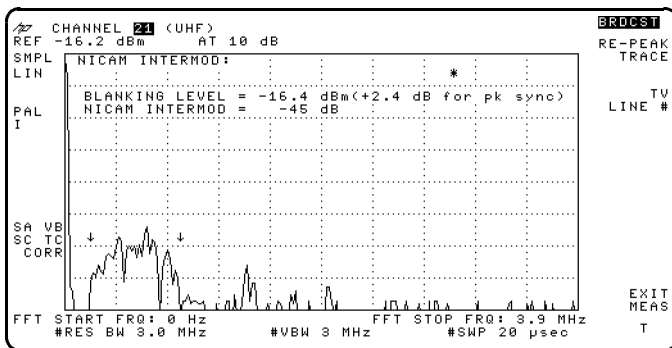 hp CHANNEL 21 (UHF) BRDCST
REF -16.2 dBm AT 10 dB RE-PEAK
SMPL NICAM INTERMOD: TRACE
LIN *
BLANKING LEVEL = -16.4 dBm(+2.4 dB for pk sync) TV
PAL NICAM INTERMOD = -45 dB LINE #
I
SA VB
SC TC
CORR
EXIT
MEAS
FFT START FRQ: 0 Hz FFT STOP FRQ: 3.9 MHz
#RES BW 3.0 MHz #VBW 3 MHz #SWP 20 µsec T